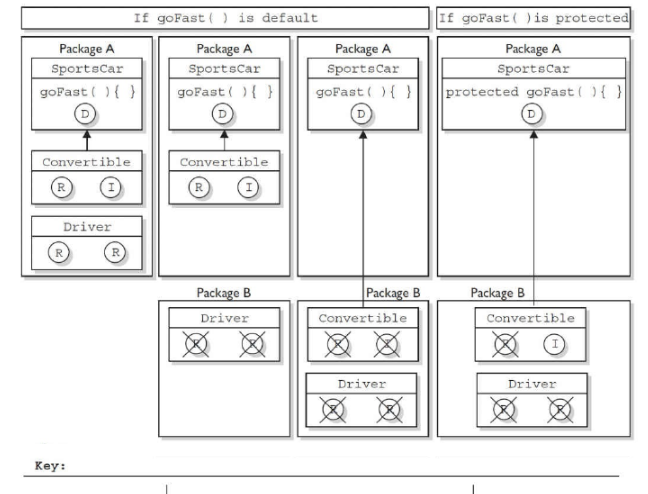 If goFast( ) is default
If goFast( )is protected
Package A
SportsCar
goFast( ){ }
D
Convertible
R I
Driver
R R
Package A
SportsCar
goFast( ){ }
D
Convertible
R I
Package B
Driver
R R
Package A
SportsCar
goFast( ){ }
D
Package B
Convertible
R I
Driver
R R
Package A
SportsCar
protected goFast( ){ }
D
Package B
Convertible
R I
Driver
R R
Key: